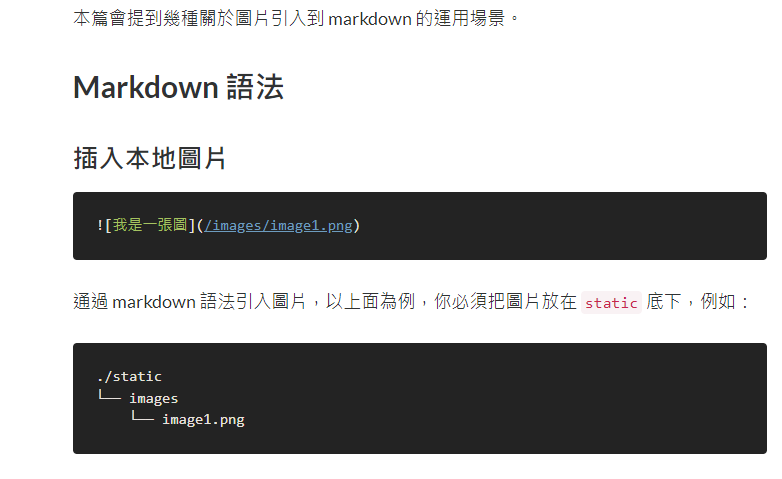 本篇會提到幾種關於圖片引入到 markdown 的運用場景。
Markdown 語法
插入本地圖片
![我是一張圖](/images/image1.png)
通過 markdown 語法引入圖片，以上面為例，你必須把圖片放在 static 底下，例如：
./static
└── images
    └── image1.png